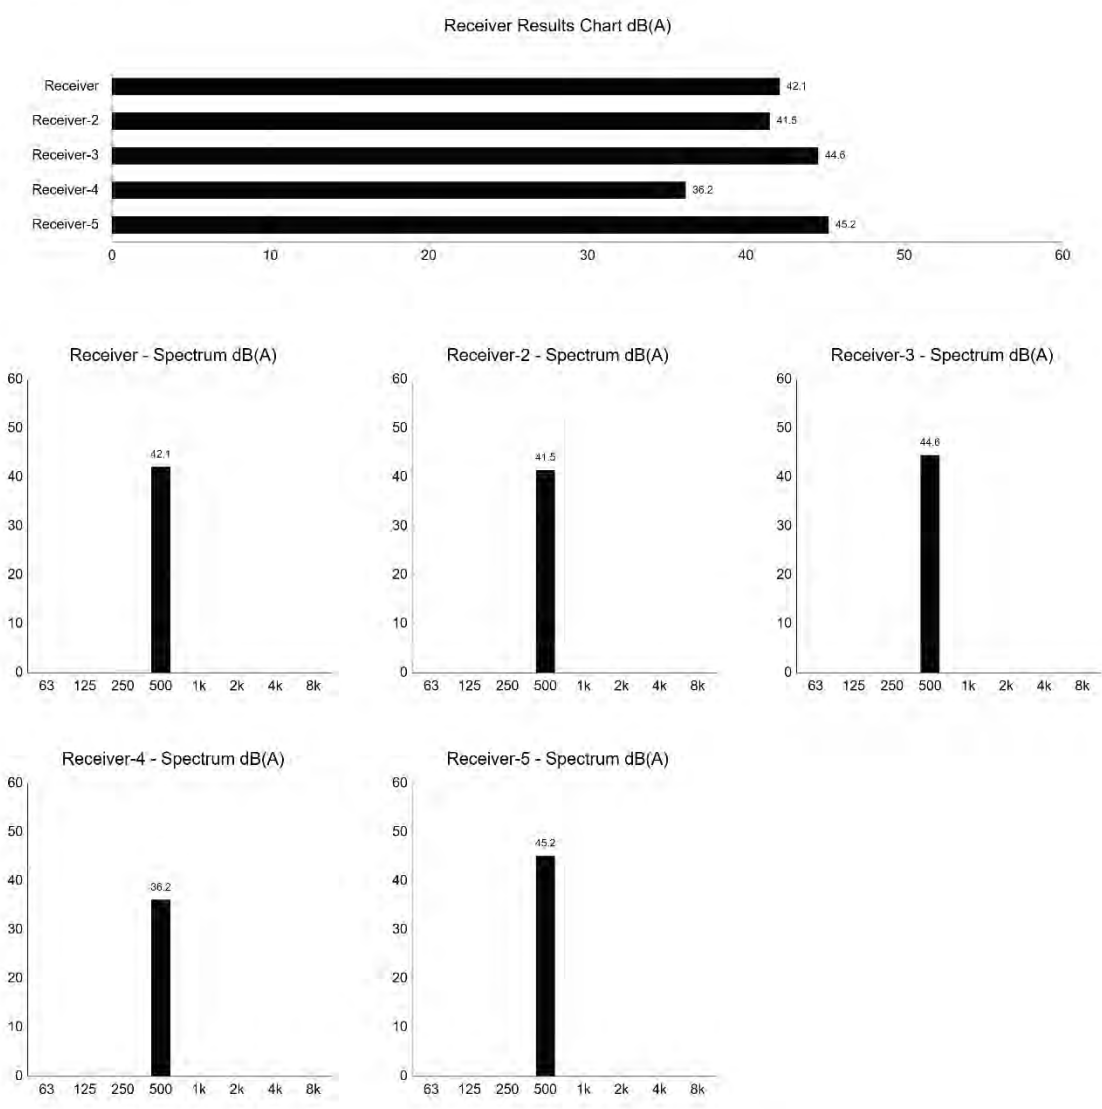 Receiver Results Chart dB(A)
Receiver 42.1
Receiver-2 41.5
Receiver-3 44.6
Receiver-4 36.2
Receiver-5 45.2
0 10 20 30 40 50 60
Receiver - Spectrum dB(A)
60
50
42.1
40
30
20
10
0
63 125 250 500 1k 2k 4k 8k
Receiver-2 - Spectrum dB(A)
60
50
41.5
40
30
20
10
0
63 125 250 500 1k 2k 4k 8k
Receiver-3 - Spectrum dB(A)
60
50
44.6
40
30
20
10
0
63 125 250 500 1k 2k 4k 8k
Receiver-4 - Spectrum dB(A)
60
50
40
36.2
30
20
10
0
63 125 250 500 1k 2k 4k 8k
Receiver-5 - Spectrum dB(A)
60
50
45.2
40
30
20
10
0
63 125 250 500 1k 2k 4k 8k